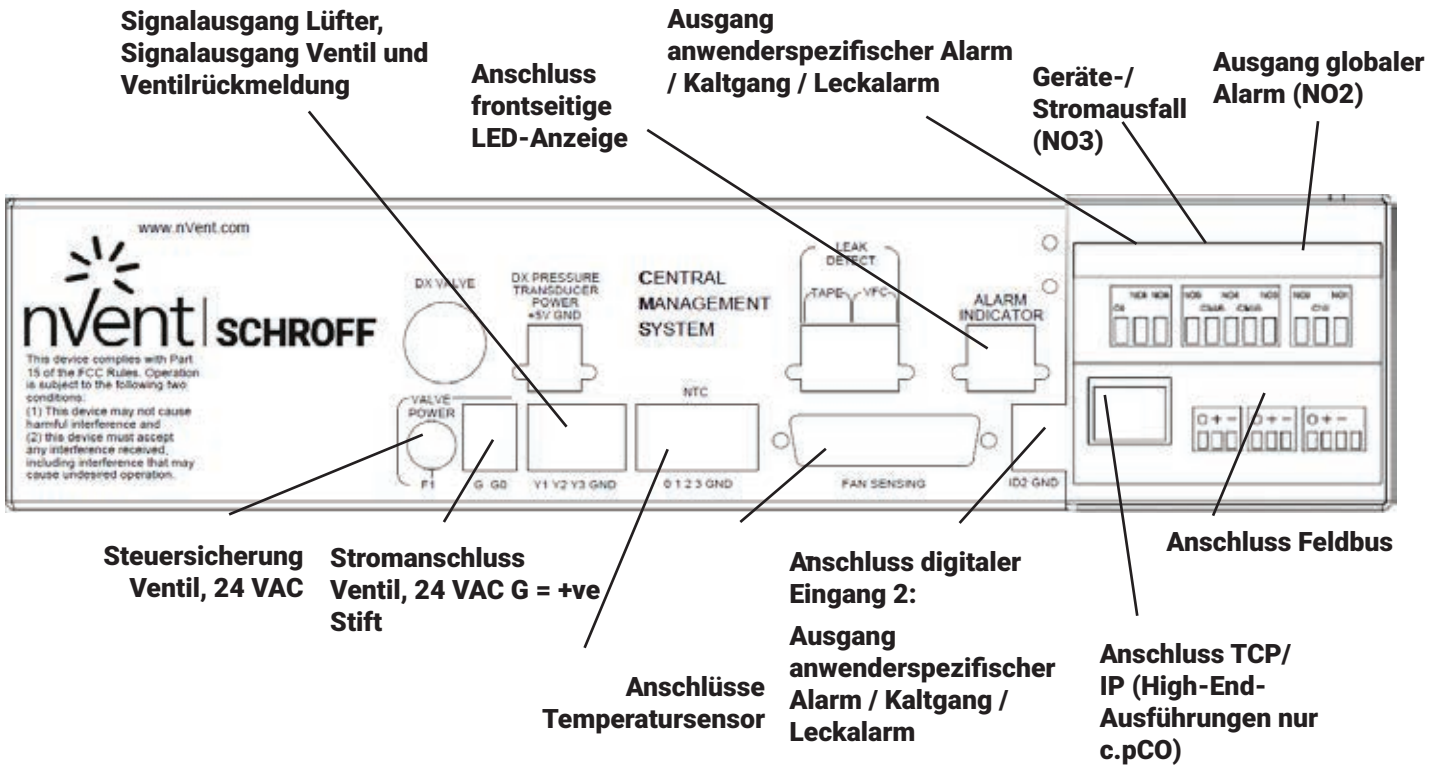 Signalausgang Lüfter,
Signalausgang Ventil und
Ventilrückmeldung
Anschluss
frontseitige
LED-Anzeige
Ausgang
anwenderspezifischer Alarm
/ Kaltgang / Leckalarm
Geräte-/
Stromausfall
(NO3)
Ausgang globaler
Alarm (NO2)
www.nVent.com
nVent SCHROFF
This device complies with Part
15 of the FCC Rules. Operation
is subject to the following two
conditions:
(1) This device may not cause
harmful interference and
(2) this device must accept
any interference received,
including interference that may
cause undesired operation.
DX VALVE
DX PRESSURE
TRANSDUCER
POWER
+5V GND
CENTRAL
MANAGEMENT
SYSTEM
LEAK
DETECT
TAPE
VFC
ALARM
INDICATOR
VALVE
POWER
F1
G G0
Y1 Y2 Y3 GND
NTC
0 1 2 3 GND
FAN SENSING
ID2 GND
0 + -
0 + -
0 + -
Steuersicherung
Ventil, 24 VAC
Stromanschluss
Ventil, 24 VAC G = +ve
Stift
Anschlüsse
Temperatursensor
Anschluss digitaler
Eingang 2:
Ausgang
anwenderspezifischer
Alarm / Kaltgang /
Leckalarm
Anschluss Feldbus
Anschluss TCP/
IP (High-End-
Ausführungen nur
c.pCO)